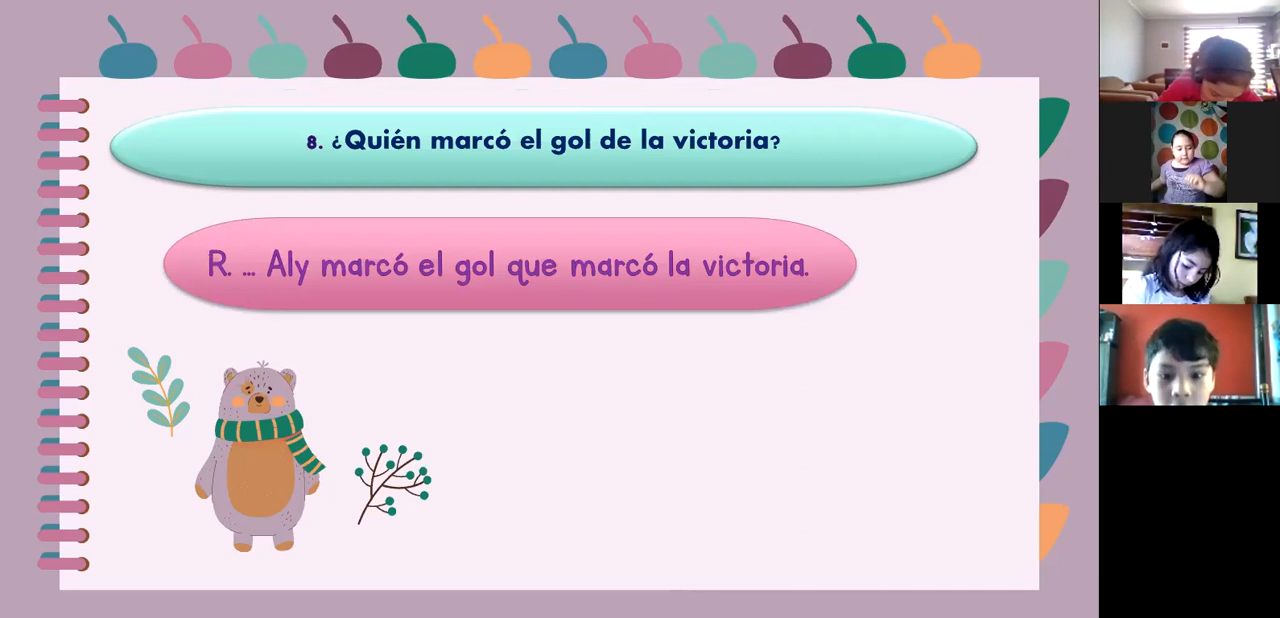 8. ¿Quién marcó el gol de la victoria?
R. ... Aly marcó el gol que marcó la victoria.